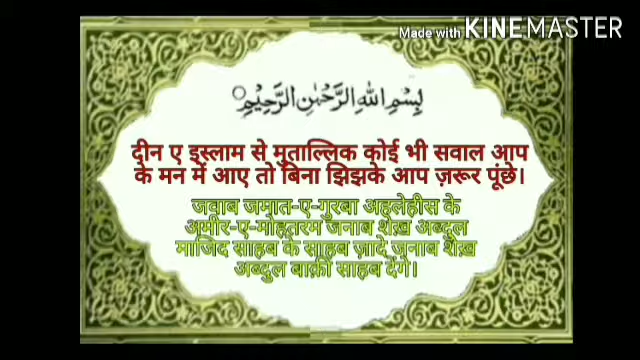 Made with KINEMASTER
بِسْمِ اللهِ الرَّحْمٰنِ الرَّحِيْمِ
दीन ए इस्लाम से मुताल्लिक कोई भी सवाल आप
के मन में आए तो बिना झिझके आप ज़रूर पूंछे।
जवाब जमात-ए-गुरबा अहलेहीस के
अमीर-ए-मोहतरम जनाब शेख़ अब्दुल
माजिद साहब के साहब ज़ादे जनाब शैख़
अब्दुल बाक़ी साहब देंगे।